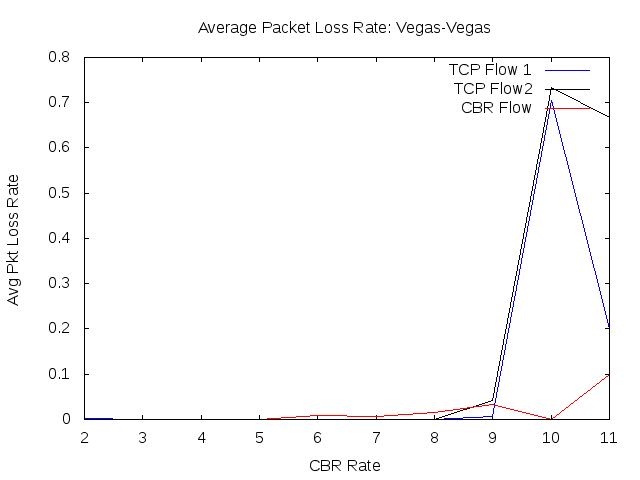 Average Packet Loss Rate: Vegas-Vegas
TCP Flow 1
TCP Flow2
CBR Flow
Avg Pkt Loss Rate
0.8
0.7
0.6
0.5
0.4
0.3
0.2
0.1
0
2 3 4 5 6 7 8 9 10 11
CBR Rate